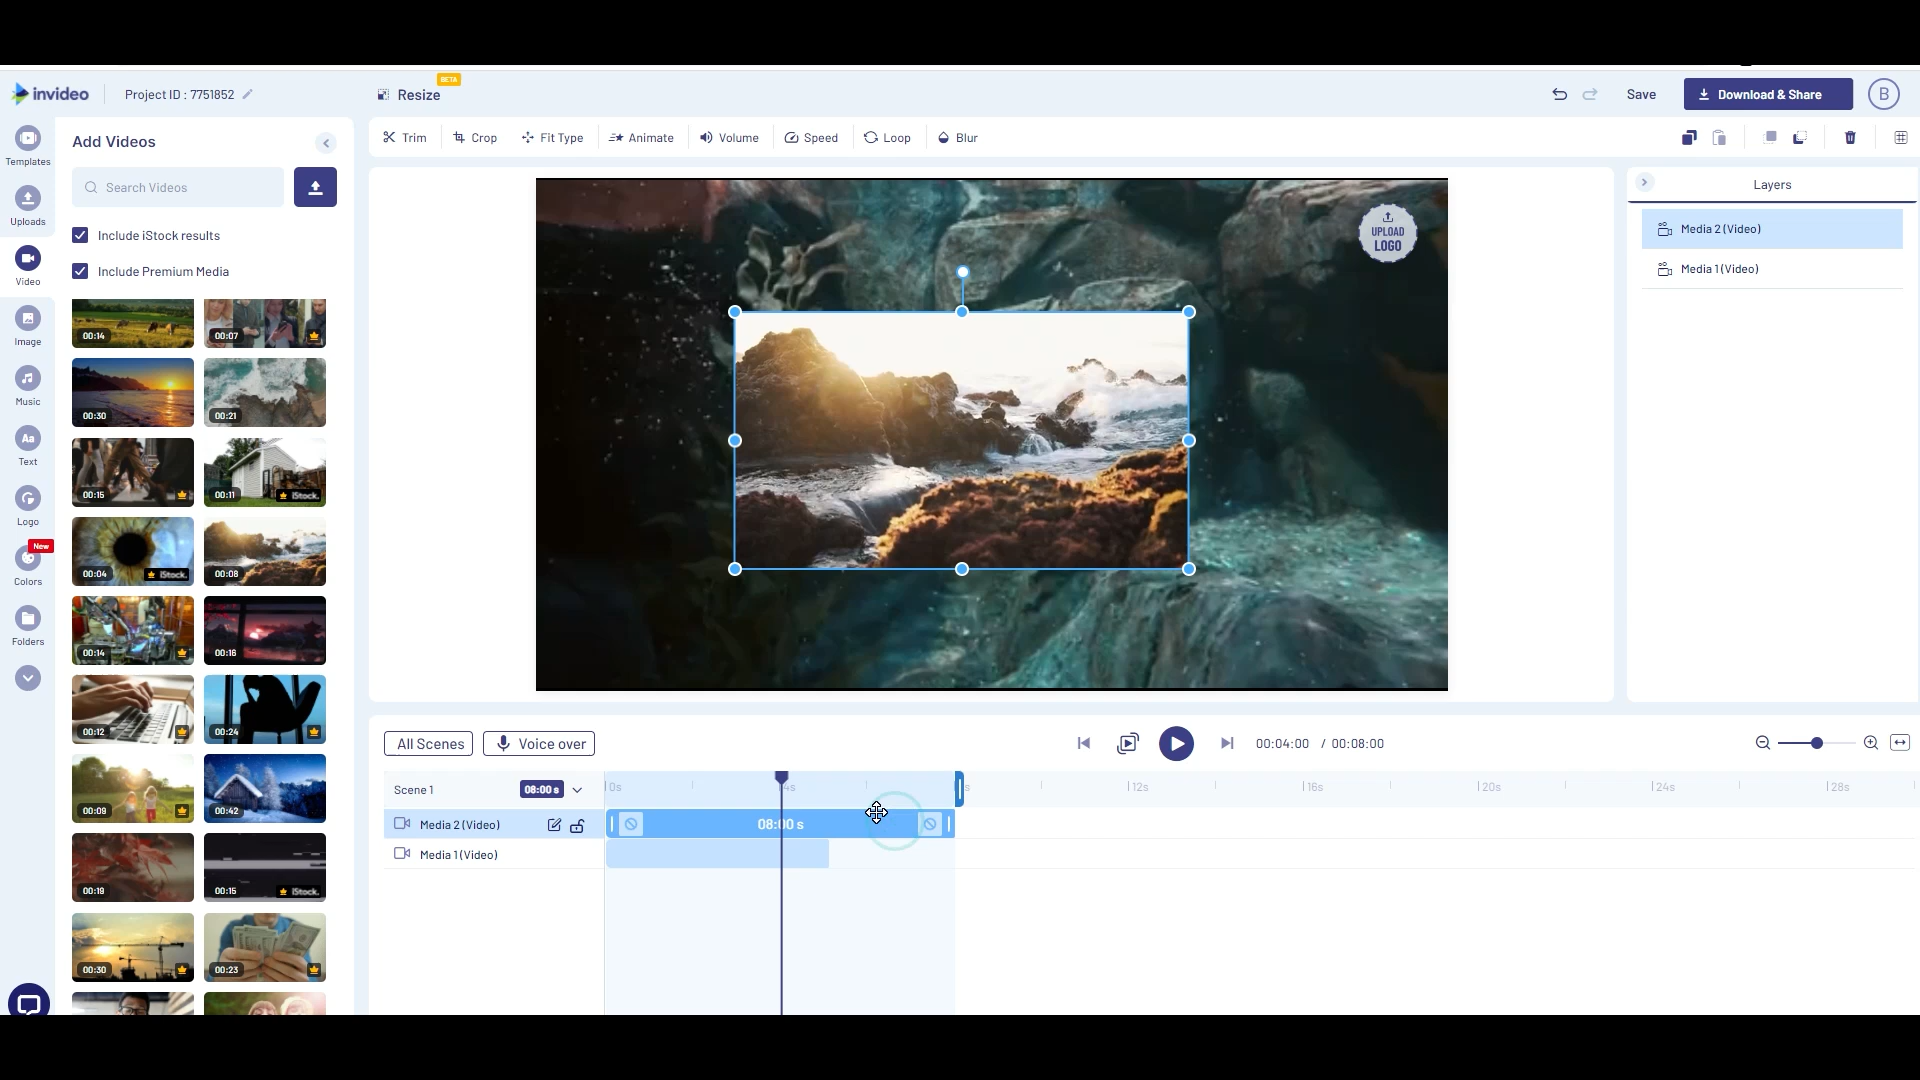 invideo
Project ID : 7751852
BETA
Resize
Save
Download & Share
B
Templates
Uploads
Video
Image
Music
Aa
Text
Logo
New
Colors
Folders
Add Videos
Search Videos
Include iStock results
Include Premium Media
00:14
00:07
00:30
00:21
00:15
00:11
iStock.
00:04
iStock.
00:08
00:14
00:16
00:12
00:24
00:09
00:42
00:19
00:15
iStock.
00:30
00:23
Trim
Crop
Fit Type
Animate
Volume
Speed
Loop
Blur
UPLOAD
LOGO
Layers
Media 2 (Video)
Media 1 (Video)
All Scenes
Voice over
00:04:00 / 00:08:00
Scene 1
08:00 s
0s
4s
s
12s
16s
20s
24s
28s
Media 2 (Video)
08:00 s
Media 1 (Video)